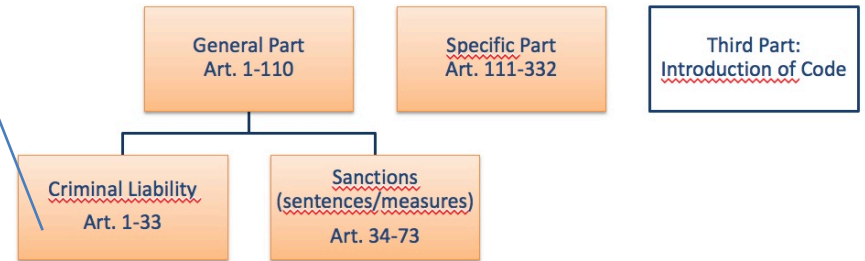 General Part
Art. 1-110
Specific Part
Art. 111-332
Third Part:
Introduction of Code
Criminal Liability
Art. 1-33
Sanctions
(sentences/measures)
Art. 34-73